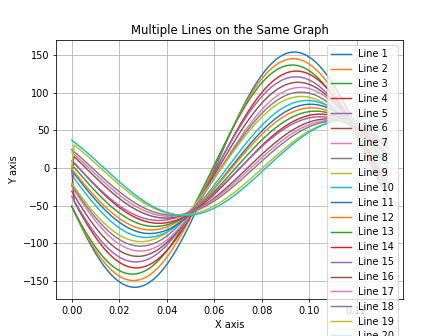 Multiple Lines on the Same Graph
Y axis
150
100
50
0
−50
−100
−150
0.00
0.02
0.04
0.06
0.08
0.10
X axis
Line 1
Line 2
Line 3
Line 4
Line 5
Line 6
Line 7
Line 8
Line 9
Line 10
Line 11
Line 12
Line 13
Line 14
Line 15
Line 16
Line 17
Line 18
Line 19
Line 20